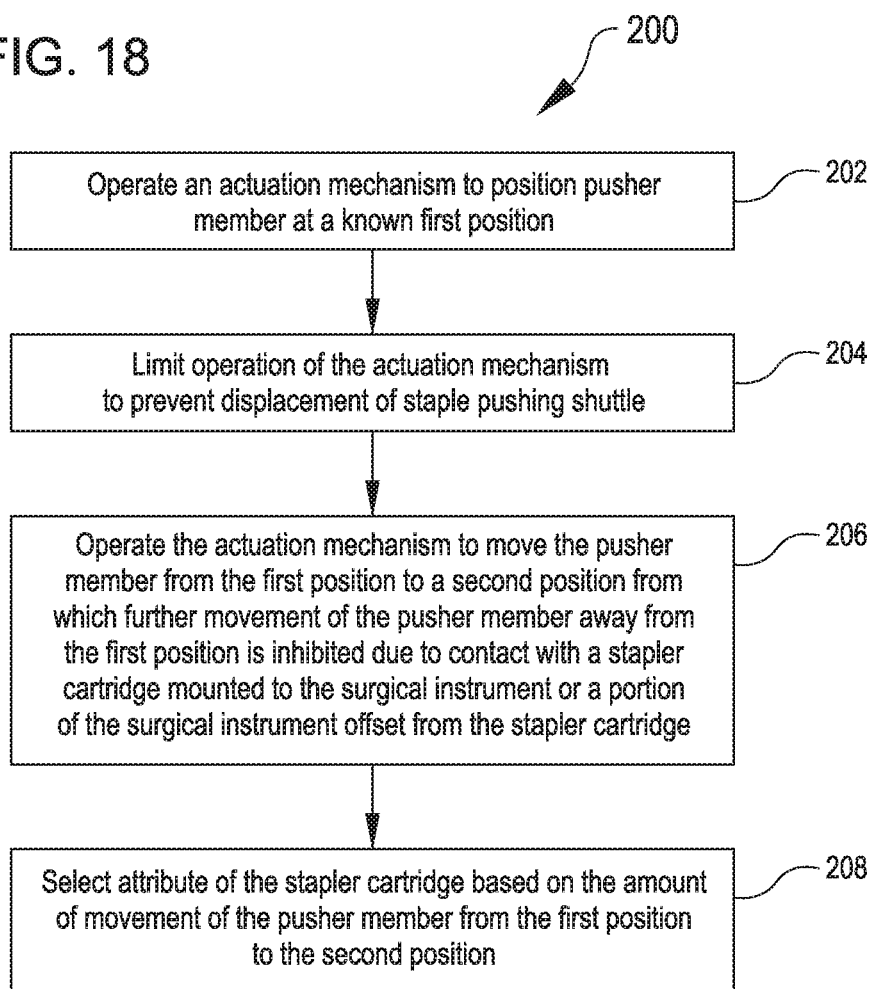 FIG. 18
200
Operate an actuation mechanism to position pusher
member at a known first position
202
Limit operation of the actuation mechanism
to prevent displacement of staple pushing shuttle
204
Operate the actuation mechanism to move the pusher
member from the first position to a second position from
which further movement of the pusher member away from
the first position is inhibited due to contact with a stapler
cartridge mounted to the surgical instrument or a portion
of the surgical instrument offset from the stapler cartridge
206
Select attribute of the stapler cartridge based on the amount
of movement of the pusher member from the first position
to the second position
208